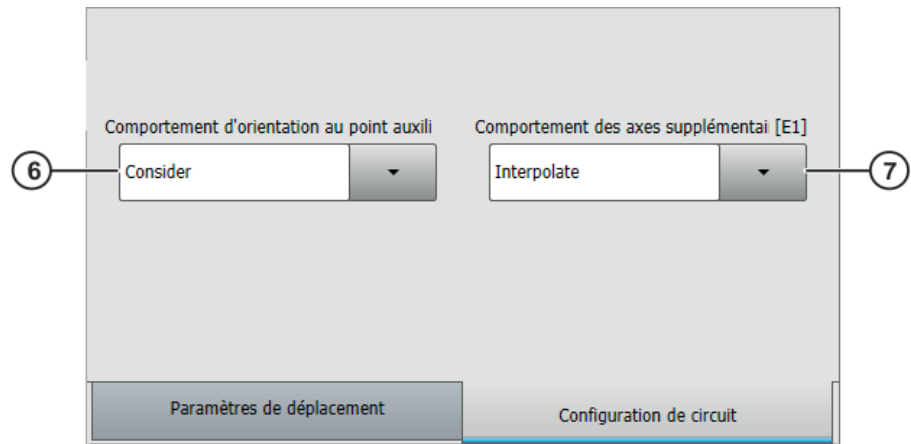 Comportement d'orientation au point auxili
Comportement des axes supplémentai [E1]
6
Consider
Interpolate
7
Paramètres de déplacement
Configuration de circuit